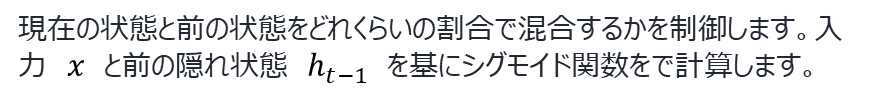 現在の状態と前の状態をどれくらいの割合で混合するかを制御します。入
力 x と前の隠れ状態 h_{t-1} を基にシグモイド関数をで計算します。